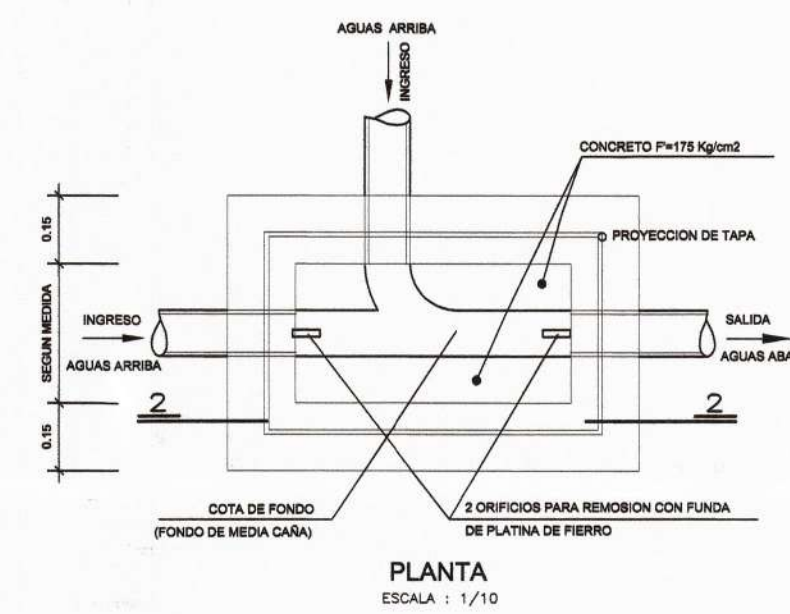 AGUAS ARRIBA
INGRESO
CONCRETO F'=175 Kg/cm2
0.15
PROYECCION DE TAPA
SEGUN MEDIDA
INGRESO
AGUAS ARRIBA
SALIDA
AGUAS ABA
2
2
0.15
COTA DE FONDO
(FONDO DE MEDIA CAÑA)
2 ORIFICIOS PARA REMOSION CON FUNDA
DE PLATINA DE FIERRO
PLANTA
ESCALA : 1/10